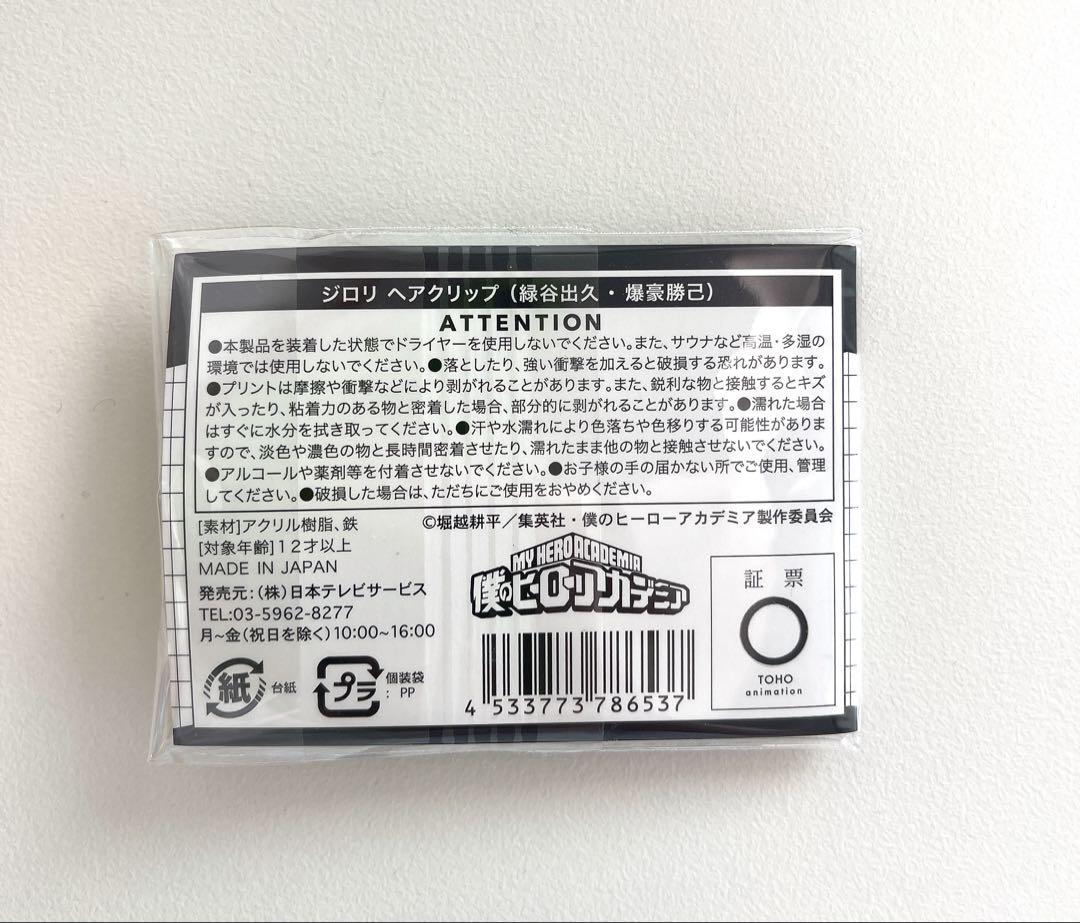 ジロリ ヘアクリップ（緑谷出久・爆豪勝己）
ATTENTION
●本製品を装着した状態でドライヤーを使用しないでください。また、サウナなど高温・多湿の
環境では使用しないでください。●落としたり、強い衝撃を加えると破損する恐れがあります。
●プリントは摩擦や衝撃などにより剥がれることがあります。また、鋭利な物と接触するとキズ
が入ったり、粘着力のある物と密着した場合、部分的に剥がれることがあります。●濡れた場合
はすぐに水分を拭き取ってください。●汗や水濡れにより色落ちや色移りする可能性がありま
すので、淡色や濃色の物と長時間密着させたり、濡れたまま他の物と接触させないでください。
●アルコールや薬剤等を付着させないでください。●お子様の手の届かない所でご使用、管理
してください。●破損した場合は、ただちにご使用をおやめください。
©堀越耕平／集英社・僕のヒーローアカデミア製作委員会
[素材]アクリル樹脂、鉄
[対象年齢]12才以上
MADE IN JAPAN
発売元：（株）日本テレビサービス
TEL:03-5962-8277
月~金（祝日を除く）10:00~16:00
紙 台紙
プラ 個装袋
: PP
MY HERO ACADEMIA
僕のヒーローアカデミア
4 533773 786537
証票
TOHO
animation